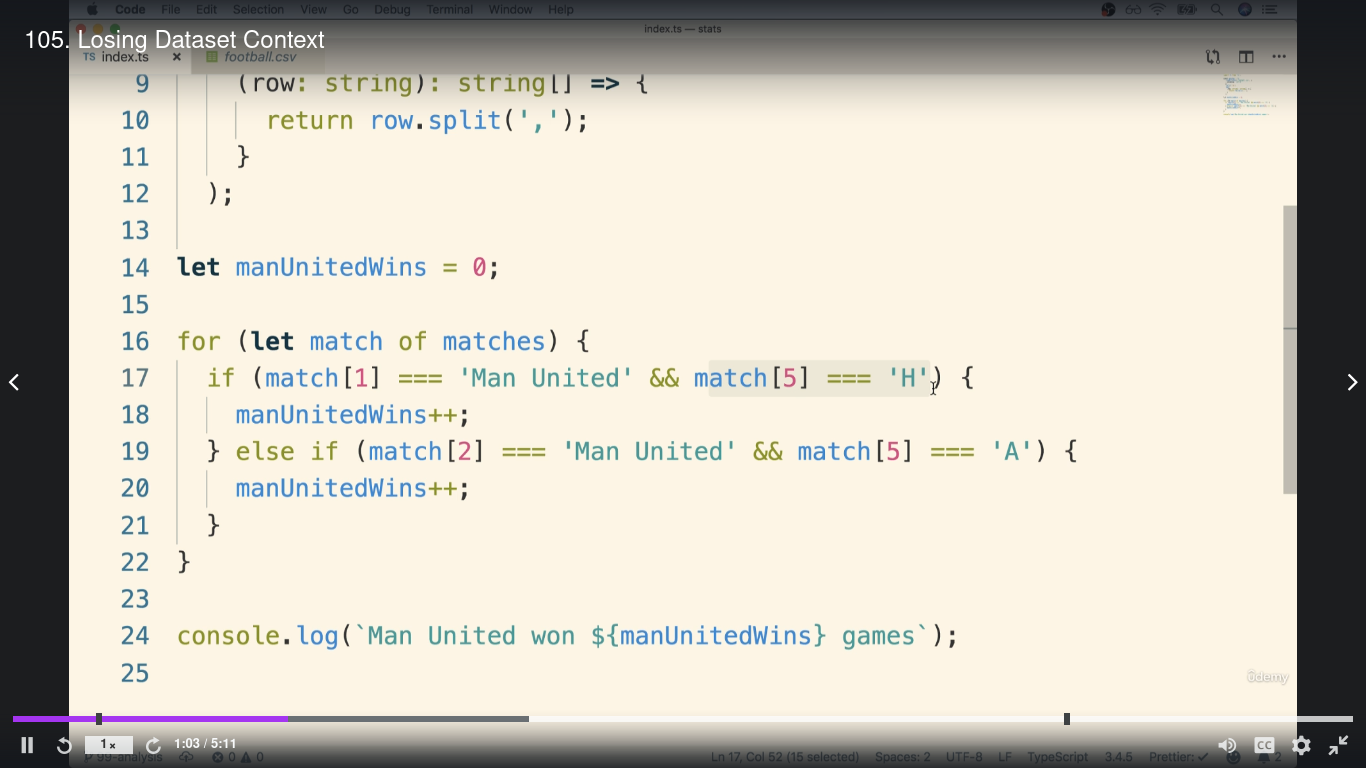 Code File Edit Selection View Go Debug Terminal Window Help
index.ts — stats
105. Losing Dataset Context
TS index.ts × football.csv
9 (row: string): string[] => {
10 return row.split(',');
11 }
12 );
13
14 let manUnitedWins = 0;
15
16 for (let match of matches) {
17 if (match[1] === 'Man United' && match[5] === 'H') {
18 manUnitedWins++;
19 } else if (match[2] === 'Man United' && match[5] === 'A') {
20 manUnitedWins++;
21 }
22 }
23
24 console.log(`Man United won ${manUnitedWins} games`);
25
ûdemy
1× 1:03 / 5:11 CC
99-analysis 0 0 Ln 17, Col 52 (15 selected) Spaces: 2 UTF-8 LF TypeScript 3.4.5 Prettier: ✓ 2